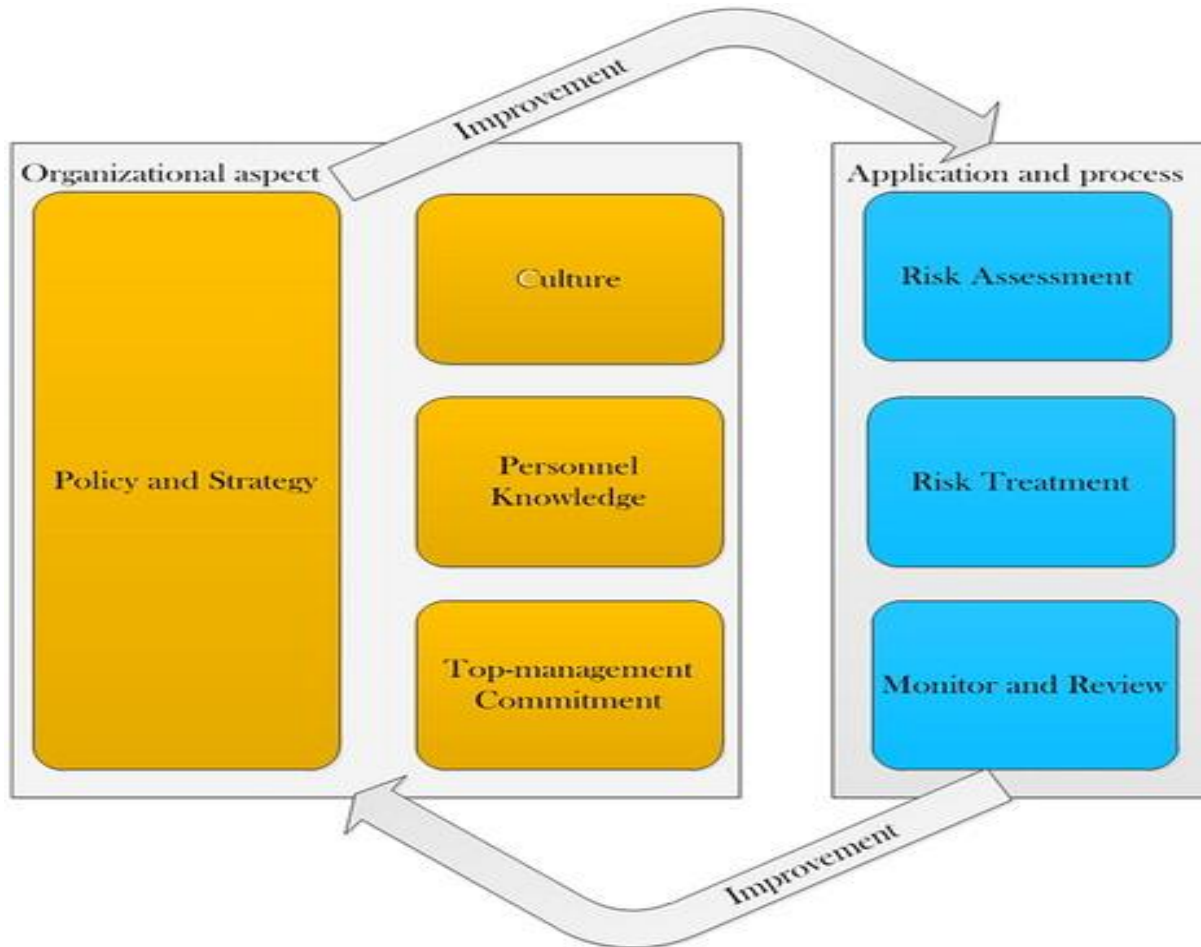 Improvement
Organizational aspect
Policy and Strategy
Culture
Personnel
Knowledge
Top-management
Commitment
Application and process
Risk Assessment
Risk Treatment
Monitor and Review
Improvement